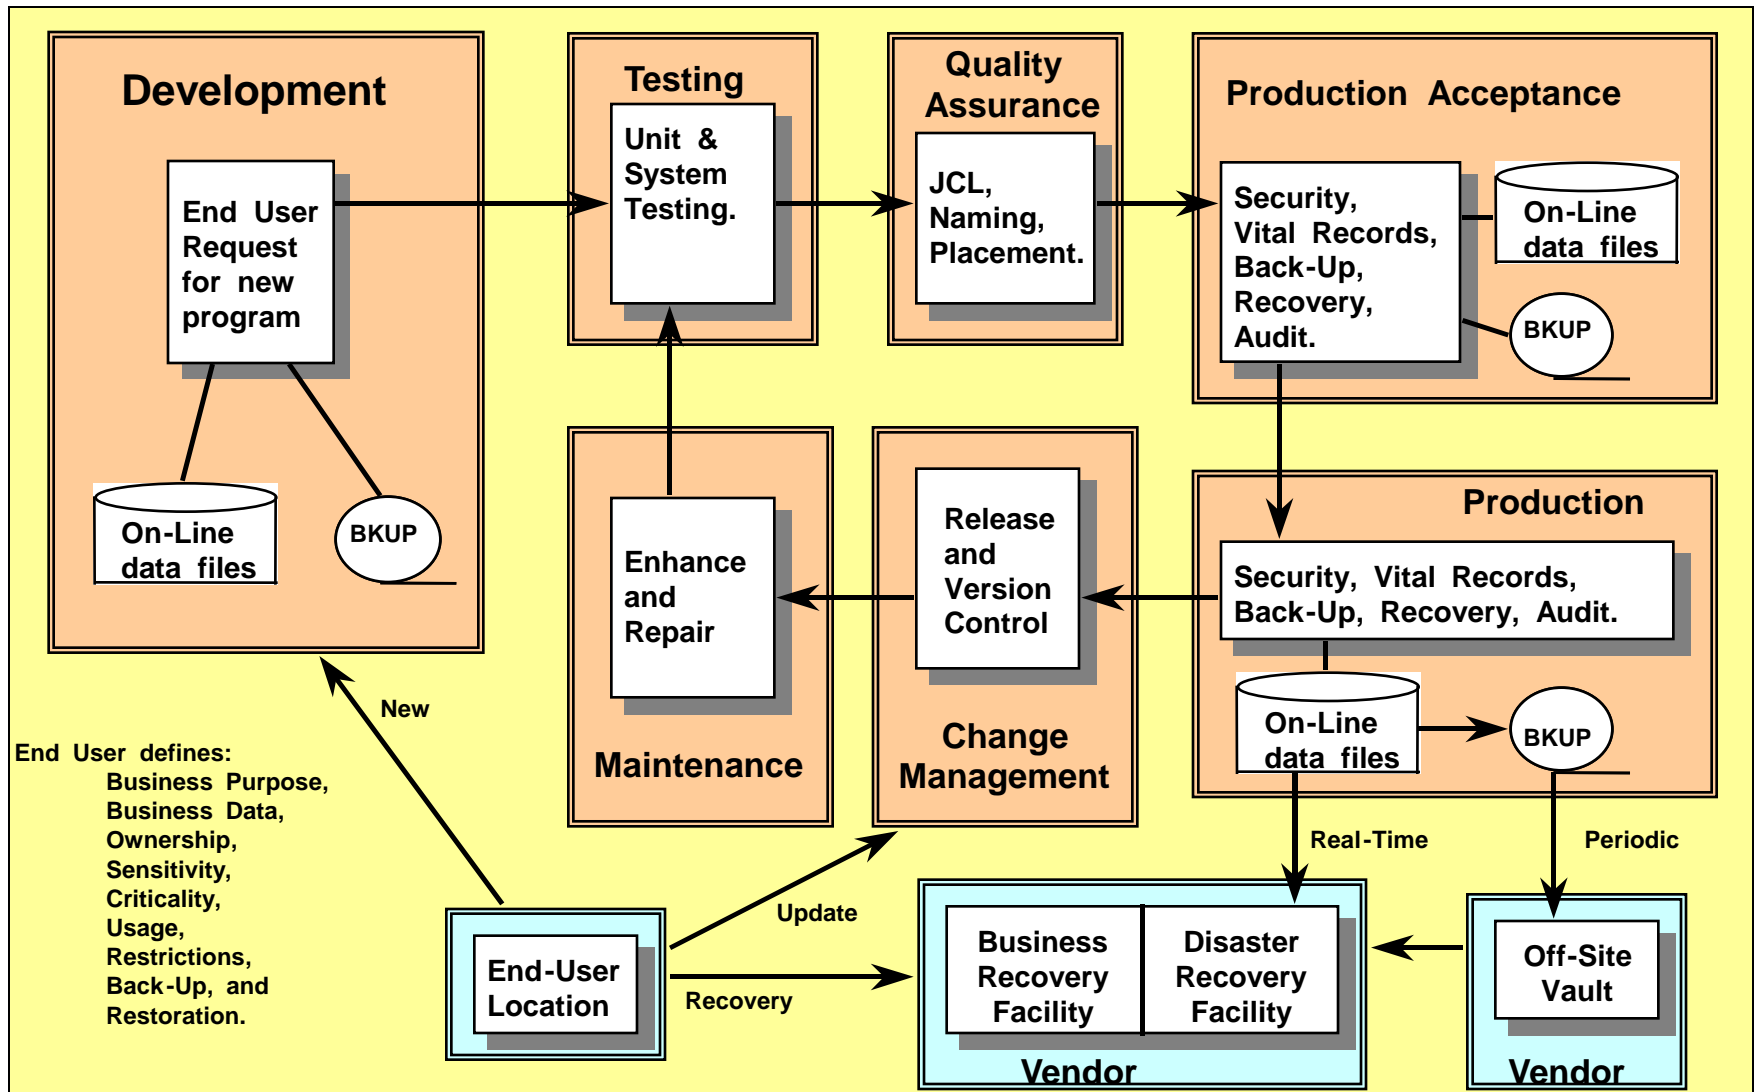 Development
End User
Request
for new
program
On-Line
data files
BKUP
Testing
Unit &
System
Testing.
Quality
Assurance
JCL,
Naming,
Placement.
Production Acceptance
Security,
Vital Records,
Back-Up,
Recovery,
Audit.
On-Line
data files
BKUP
Enhance
and
Repair
Maintenance
Release
and
Version
Control
Change
Management
Production
Security, Vital Records,
Back-Up, Recovery, Audit.
On-Line
data files
BKUP
New
End User defines:
Business Purpose,
Business Data,
Ownership,
Sensitivity,
Criticality,
Usage,
Restrictions,
Back-Up, and
Restoration.
End-User
Location
Update
Recovery
Real-Time
Periodic
Business
Recovery
Facility
Disaster
Recovery
Facility
Vendor
Off-Site
Vault
Vendor